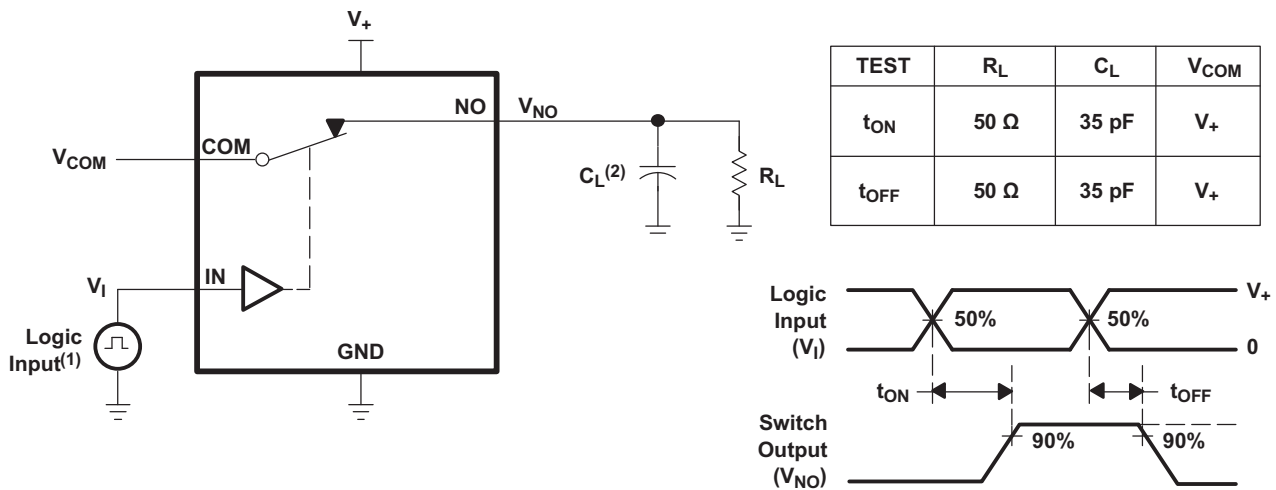 V+
NO
VNO
COM
VCOM
CL(2)
RL
IN
VI
Logic
Input(1)
GND
TEST RL CL VCOM
tON 50 Ω 35 pF V+
tOFF 50 Ω 35 pF V+
Logic
Input
(VI)
50%
50%
V+
0
tON
tOFF
Switch
Output
(VNO)
90%
90%